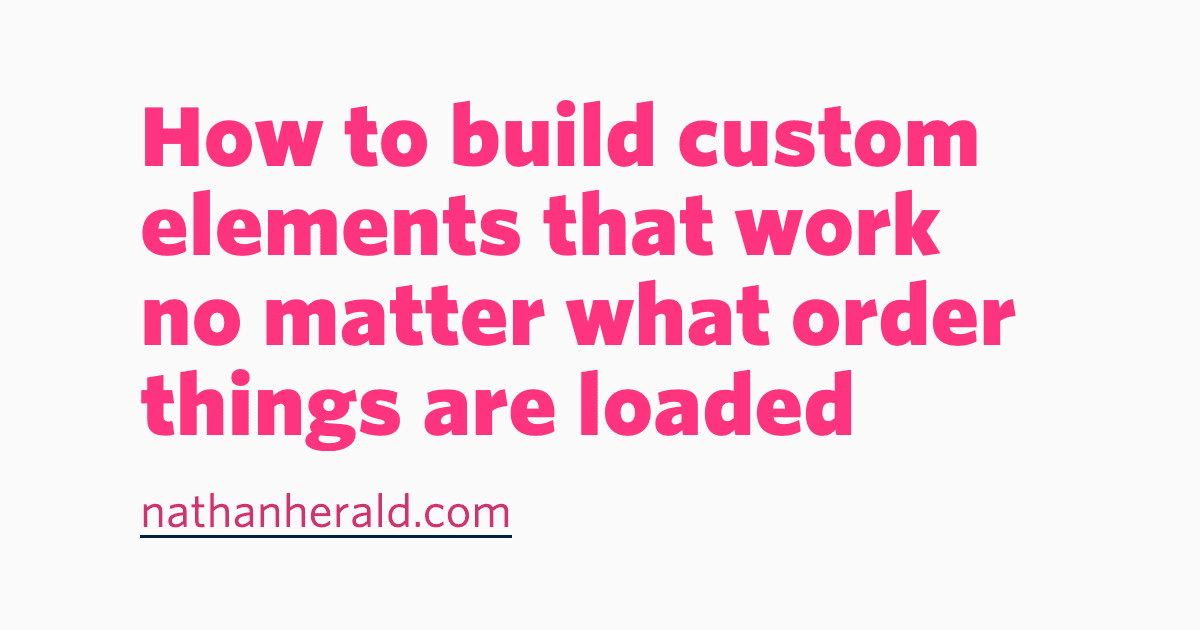 How to build custom
elements that work
no matter what order
things are loaded
nathanherald.com